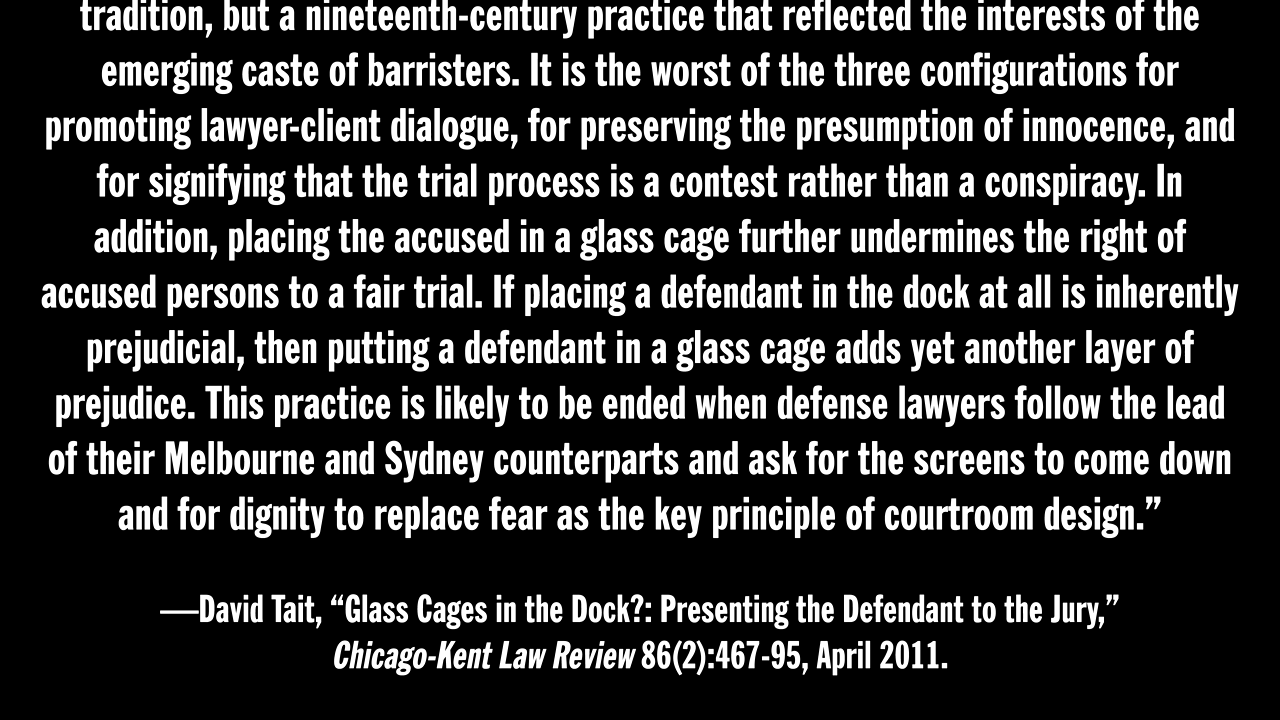 tradition, but a nineteenth-century practice that reflected the interests of the
emerging caste of barristers. It is the worst of the three configurations for
promoting lawyer-client dialogue, for preserving the presumption of innocence, and
for signifying that the trial process is a contest rather than a conspiracy. In
addition, placing the accused in a glass cage further undermines the right of
accused persons to a fair trial. If placing a defendant in the dock at all is inherently
prejudicial, then putting a defendant in a glass cage adds yet another layer of
prejudice. This practice is likely to be ended when defense lawyers follow the lead
of their Melbourne and Sydney counterparts and ask for the screens to come down
and for dignity to replace fear as the key principle of courtroom design.”
—David Tait, “Glass Cages in the Dock?: Presenting the Defendant to the Jury,”
Chicago-Kent Law Review 86(2):467-95, April 2011.